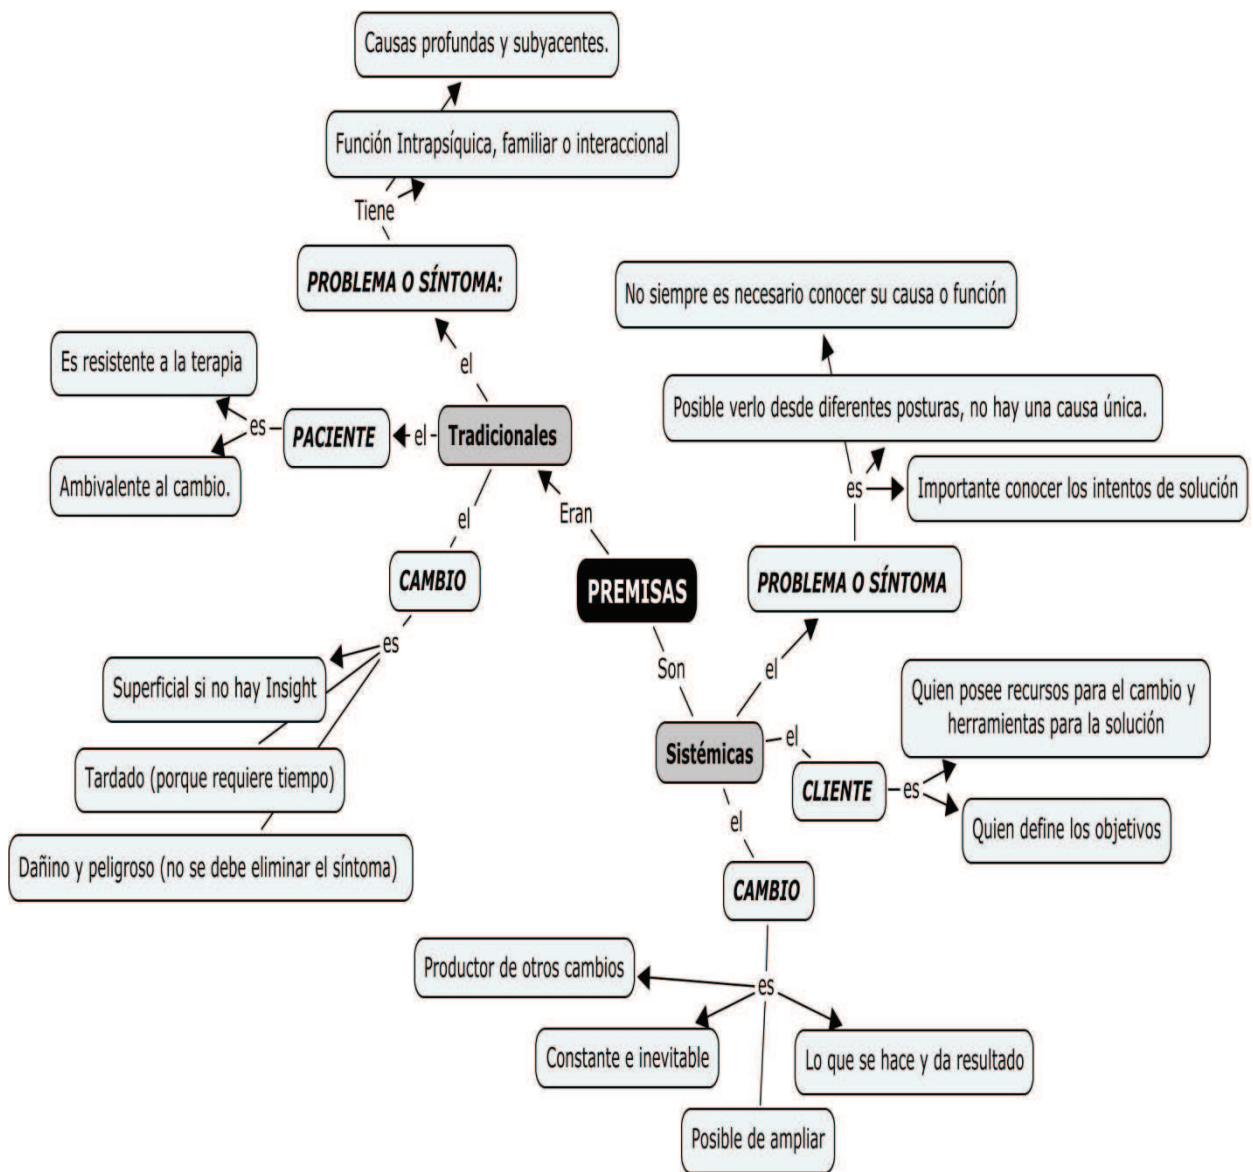 Causas profundas y subyacentes.
Función Intrapsíquica, familiar o interaccional
Tiene
PROBLEMA O SÍNTOMA:
el
Es resistente a la terapia
es
Ambivalente al cambio.
PACIENTE
el
Tradicionales
el
CAMBIO
es
Superficial si no hay Insight
Tardado (porque requiere tiempo)
Dañino y peligroso (no se debe eliminar el síntoma)
Eran
PREMISAS
Son
Sistémicas
el
PROBLEMA O SÍNTOMA
es
No siempre es necesario conocer su causa o función
Posible verlo desde diferentes posturas, no hay una causa única.
Importante conocer los intentos de solución
el
CLIENTE
es
Quien posee recursos para el cambio y
herramientas para la solución
Quien define los objetivos
el
CAMBIO
es
Productor de otros cambios
Constante e inevitable
Lo que se hace y da resultado
Posible de ampliar